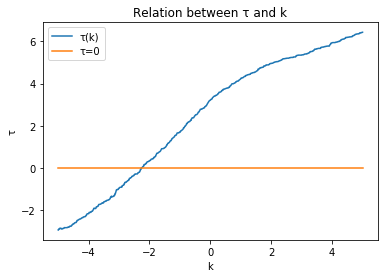 Relation between τ and k
τ(k)
τ=0
6
4
2
0
−2
τ
−4
−2
0
2
4
k